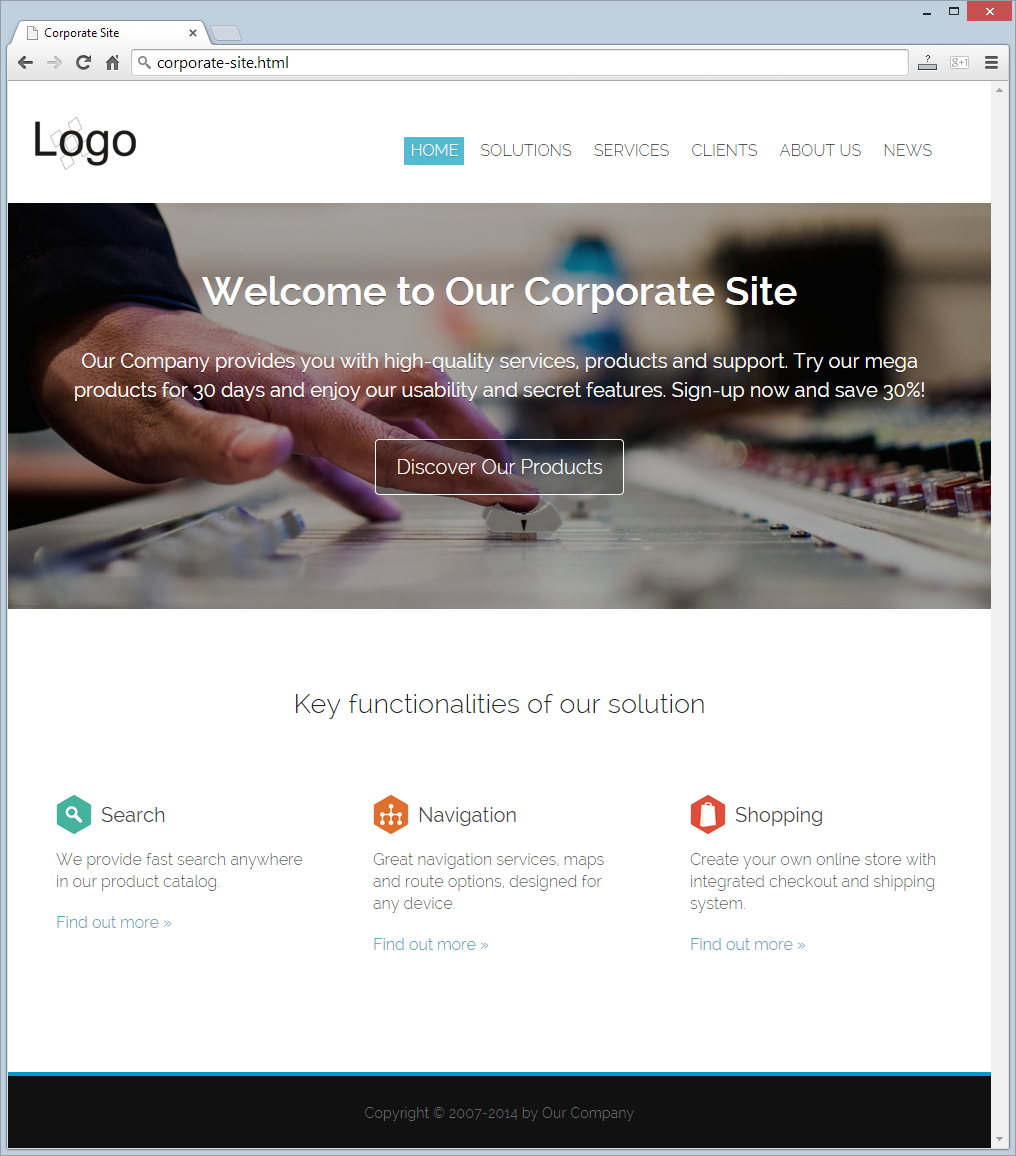 Corporate Site
corporate-site.html
Logo
HOME SOLUTIONS SERVICES CLIENTS ABOUT US NEWS
Welcome to Our Corporate Site
Our Company provides you with high-quality services, products and support. Try our mega
products for 30 days and enjoy our usability and secret features. Sign-up now and save 30%!
Discover Our Products
Key functionalities of our solution
Search
We provide fast search anywhere
in our product catalog.
Find out more »
Navigation
Great navigation services, maps
and route options, designed for
any device.
Find out more »
Shopping
Create your own online store with
integrated checkout and shipping
system.
Find out more »
Copyright © 2007-2014 by Our Company